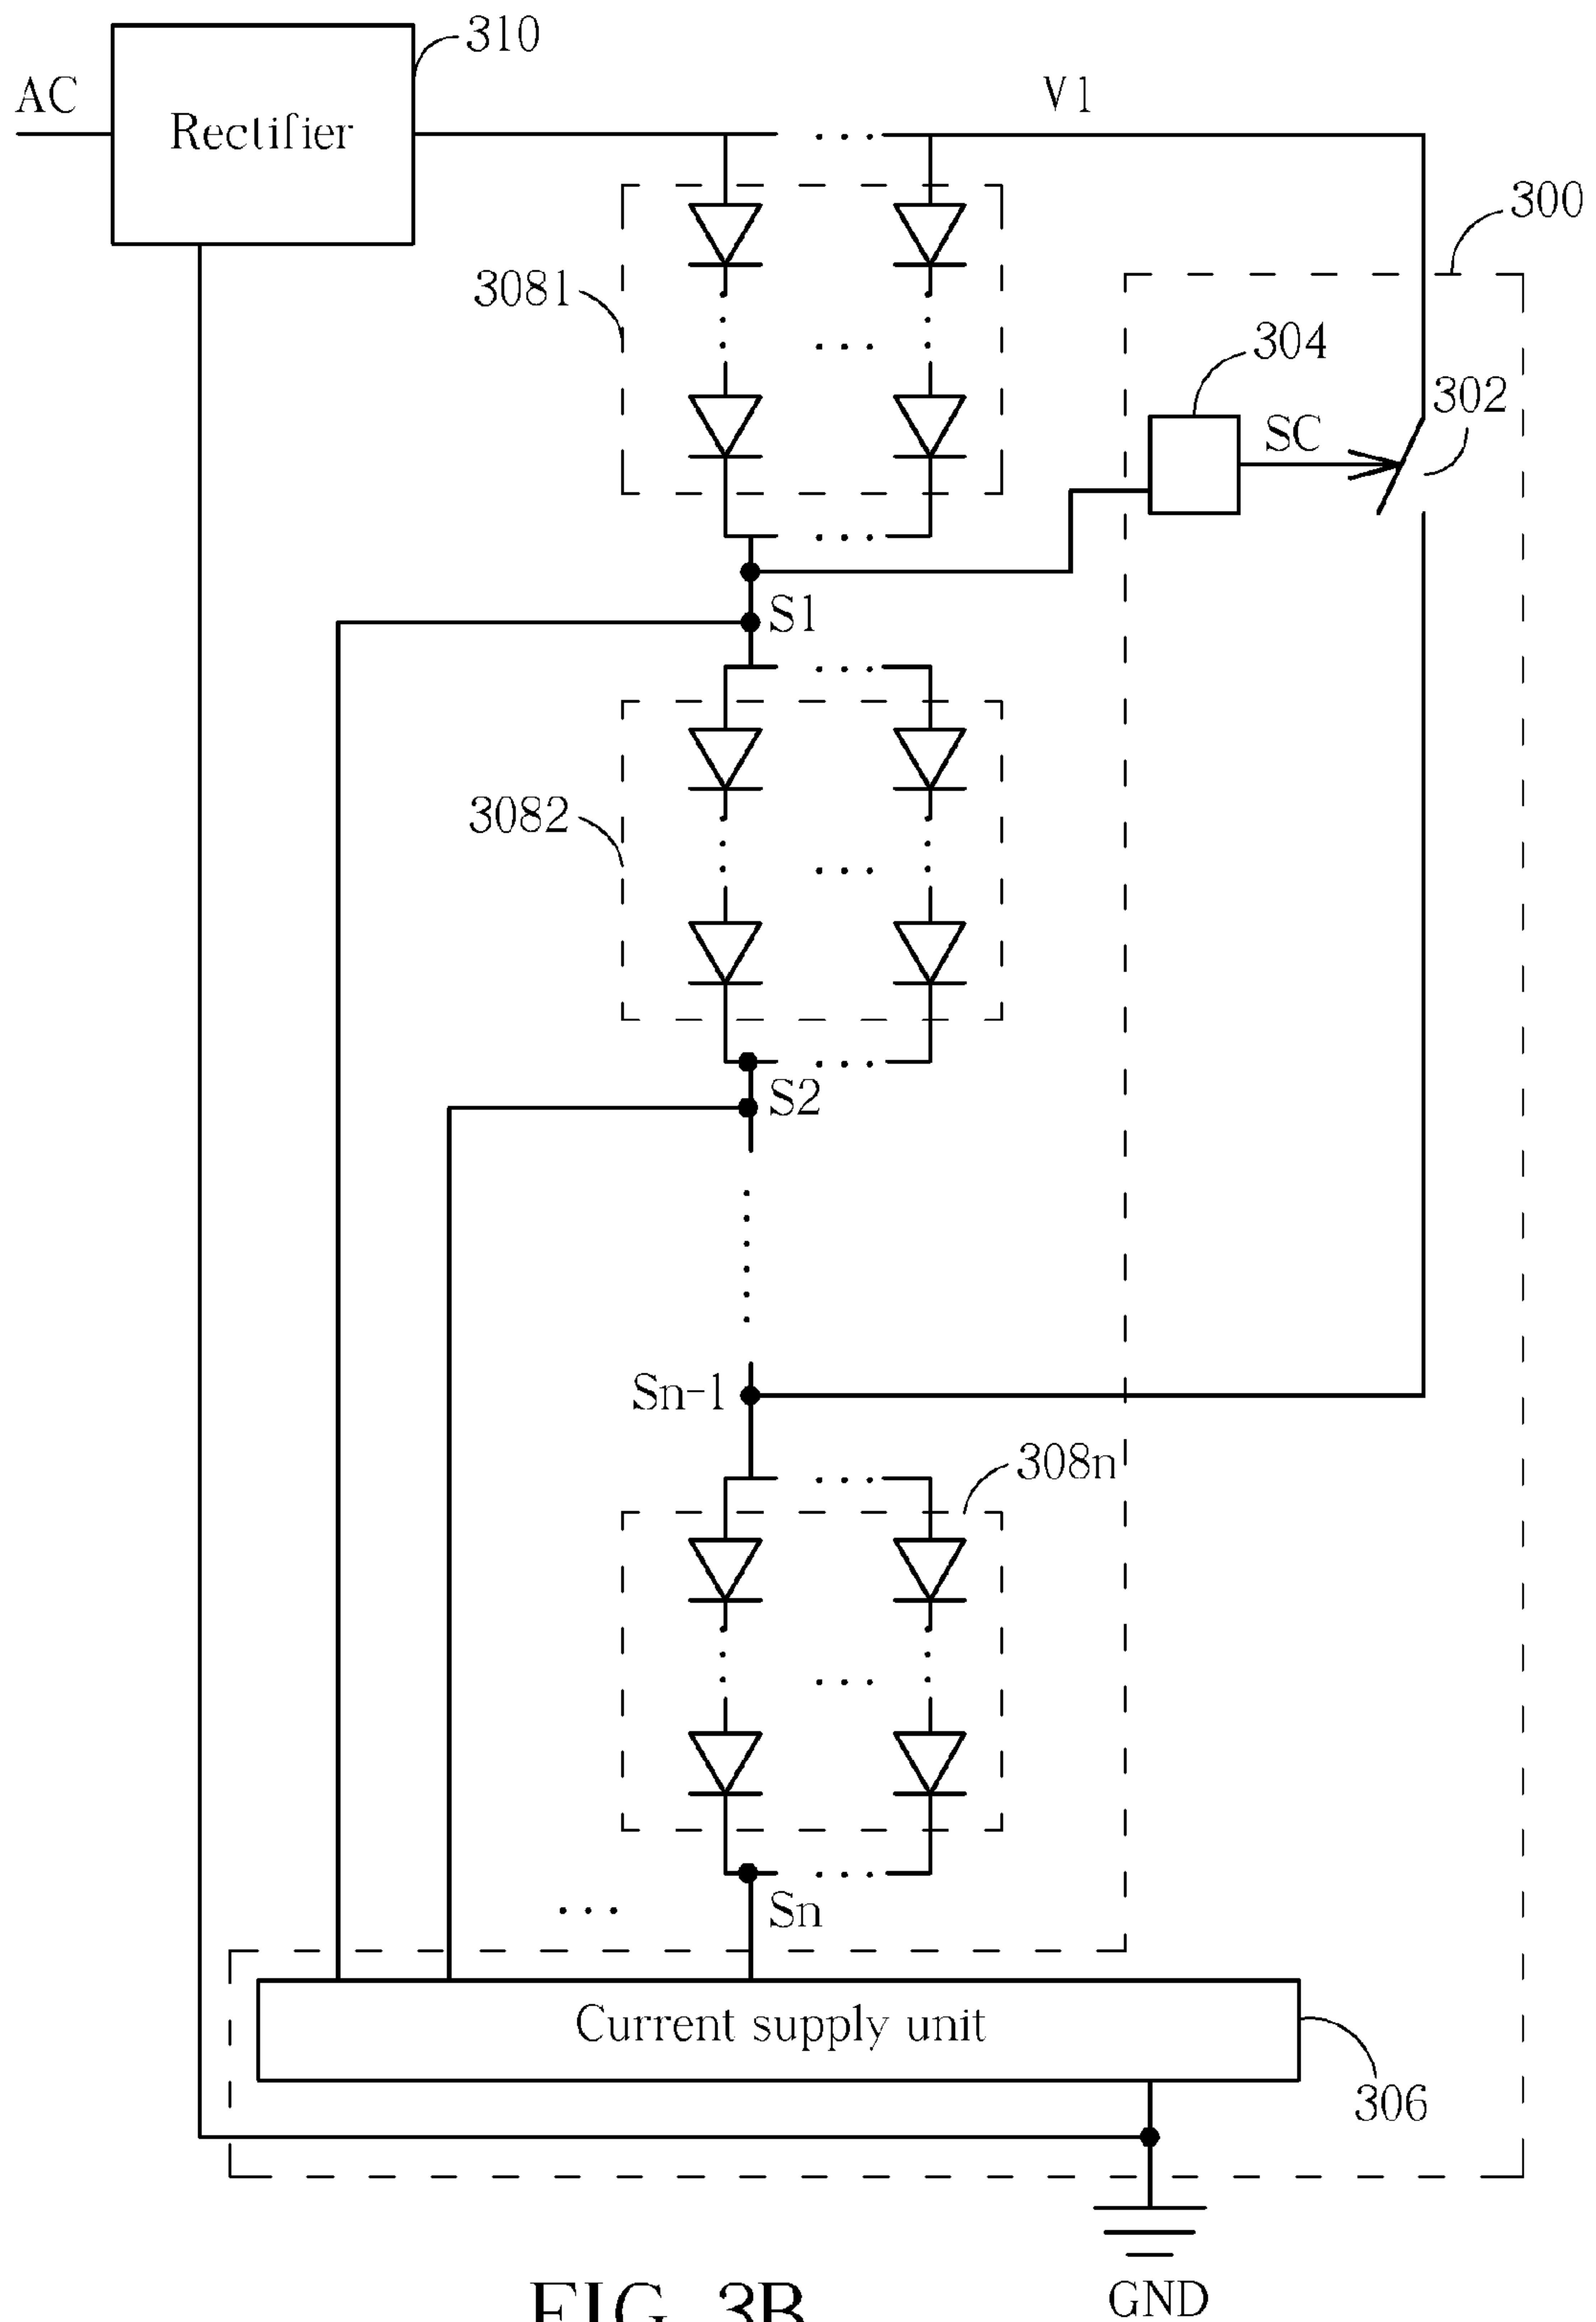 310
AC
V1
Rectifier
300
3081
304
302
SC
S1
3082
S2
Sn-1
308n
Sn
Current supply unit
306
GND
FIG. 3B